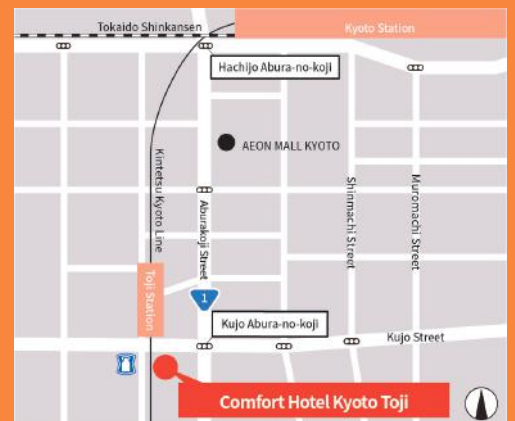 Tokaido Shinkansen
Kyoto Station
Hachijo Abura-no-koji
AEON MALL KYOTO
Kintetsu Kyoto Line
Aburakoji Street
Shinmachi Street
Muromachi Street
Toji Station
1
Kujo Abura-no-koji
Kujo Street
Comfort Hotel Kyoto Toji